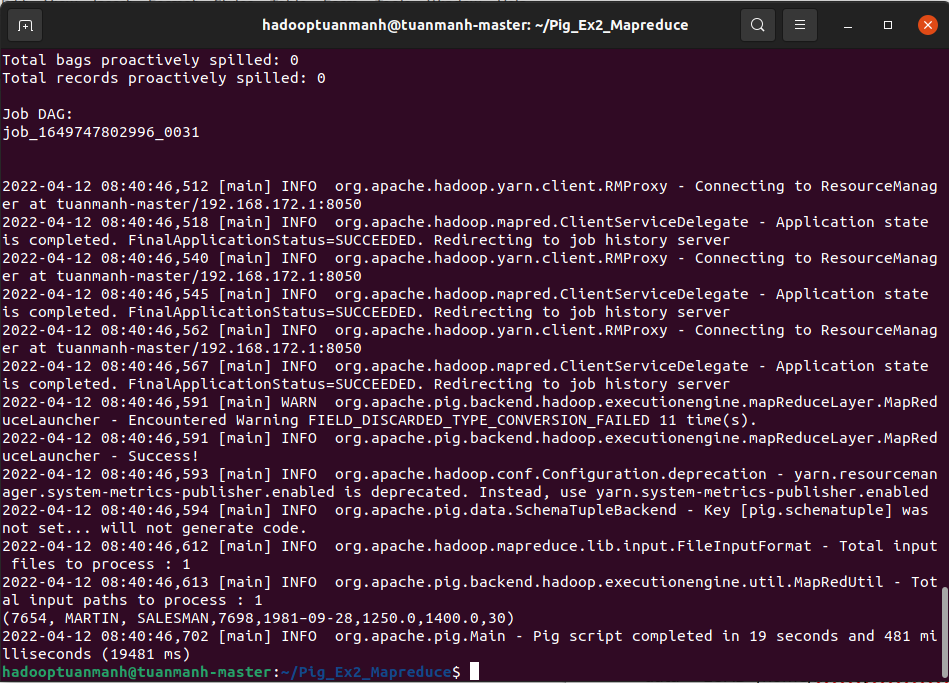 hadooptuanmanh@tuanmanh-master: ~/Pig_Ex2_Mapreduce
Total bags proactively spilled: 0
Total records proactively spilled: 0
Job DAG:
job_1649747802996_0031
2022-04-12 08:40:46,512 [main] INFO  org.apache.hadoop.yarn.client.RMProxy - Connecting to ResourceManag
er at tuanmanh-master/192.168.172.1:8050
2022-04-12 08:40:46,518 [main] INFO  org.apache.hadoop.mapred.ClientServiceDelegate - Application state
is completed. FinalApplicationStatus=SUCCEEDED. Redirecting to job history server
2022-04-12 08:40:46,540 [main] INFO  org.apache.hadoop.yarn.client.RMProxy - Connecting to ResourceManag
er at tuanmanh-master/192.168.172.1:8050
2022-04-12 08:40:46,545 [main] INFO  org.apache.hadoop.mapred.ClientServiceDelegate - Application state
is completed. FinalApplicationStatus=SUCCEEDED. Redirecting to job history server
2022-04-12 08:40:46,562 [main] INFO  org.apache.hadoop.yarn.client.RMProxy - Connecting to ResourceManag
er at tuanmanh-master/192.168.172.1:8050
2022-04-12 08:40:46,567 [main] INFO  org.apache.hadoop.mapred.ClientServiceDelegate - Application state
is completed. FinalApplicationStatus=SUCCEEDED. Redirecting to job history server
2022-04-12 08:40:46,591 [main] WARN  org.apache.pig.backend.hadoop.executionengine.mapReduceLayer.MapRed
uceLauncher - Encountered Warning FIELD_DISCARDED_TYPE_CONVERSION_FAILED 11 time(s).
2022-04-12 08:40:46,591 [main] INFO  org.apache.pig.backend.hadoop.executionengine.mapReduceLayer.MapRed
uceLauncher - Success!
2022-04-12 08:40:46,593 [main] INFO  org.apache.hadoop.conf.Configuration.deprecation - yarn.resourceman
ager.system-metrics-publisher.enabled is deprecated. Instead, use yarn.system-metrics-publisher.enabled
2022-04-12 08:40:46,594 [main] INFO  org.apache.pig.data.SchemaTupleBackend - Key [pig.schematuple] was
not set... will not generate code.
2022-04-12 08:40:46,612 [main] INFO  org.apache.hadoop.mapreduce.lib.input.FileInputFormat - Total input
 files to process : 1
2022-04-12 08:40:46,613 [main] INFO  org.apache.pig.backend.hadoop.executionengine.util.MapRedUtil - Tot
al input paths to process : 1
(7654, MARTIN, SALESMAN,7698,1981-09-28,1250.0,1400.0,30)
2022-04-12 08:40:46,702 [main] INFO  org.apache.pig.Main - Pig script completed in 19 seconds and 481 mi
lliseconds (19481 ms)
hadooptuanmanh@tuanmanh-master:~/Pig_Ex2_Mapreduce$